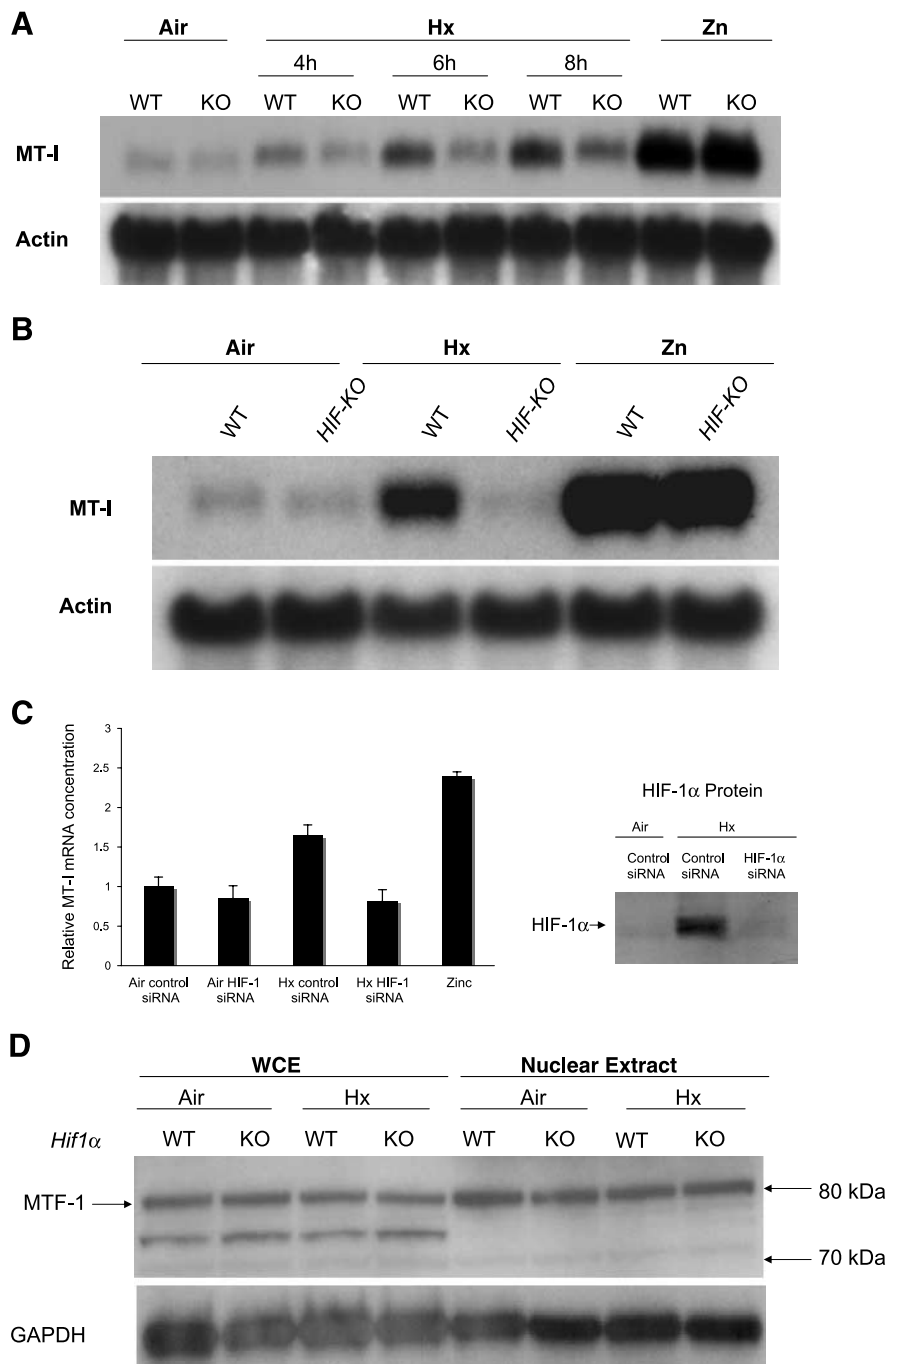 A
Air Hx Zn
4h 6h 8h
WT KO WT KO WT KO WT KO WT KO
MT-I
Actin
B
Air Hx Zn
WT HIF-KO WT HIF-KO WT HIF-KO
MT-I
Actin
C
Relative MT-I mRNA concentration
3
2.5
2
1.5
1
0.5
0
Air control siRNA
Air HIF-1 siRNA
Hx control siRNA
Hx HIF-1 siRNA
Zinc
HIF-1α Protein
Air Hx
Control siRNA
Control siRNA
HIF-1α siRNA
HIF-1α
D
WCE Nuclear Extract
Air Hx Air Hx
Hif1α WT KO WT KO WT KO WT KO
MTF-1
80 kDa
70 kDa
GAPDH